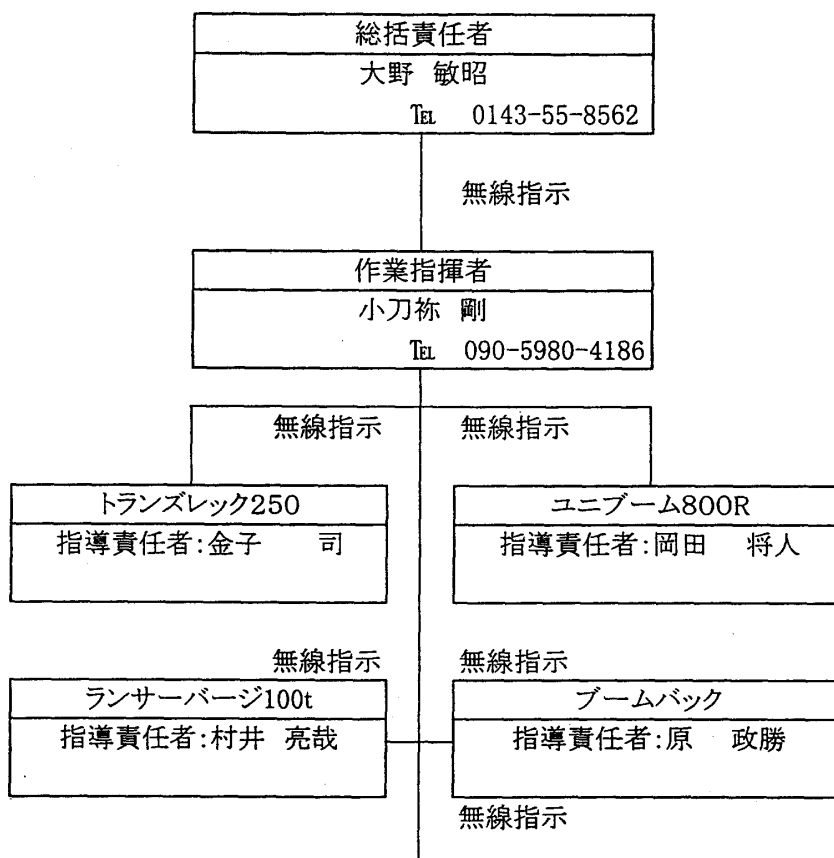 総括責任者
大野 敏昭
℡ 0143-55-8562
無線指示
作業指揮者
小刀祢 剛
℡ 090-5980-4186
無線指示 無線指示
トランズレック250
指導責任者:金子 司
ユニブーム800R
指導責任者:岡田 将人
無線指示 無線指示
ランサーバージ100t
指導責任者:村井 亮哉
ブームバック
指導責任者:原 政勝
無線指示